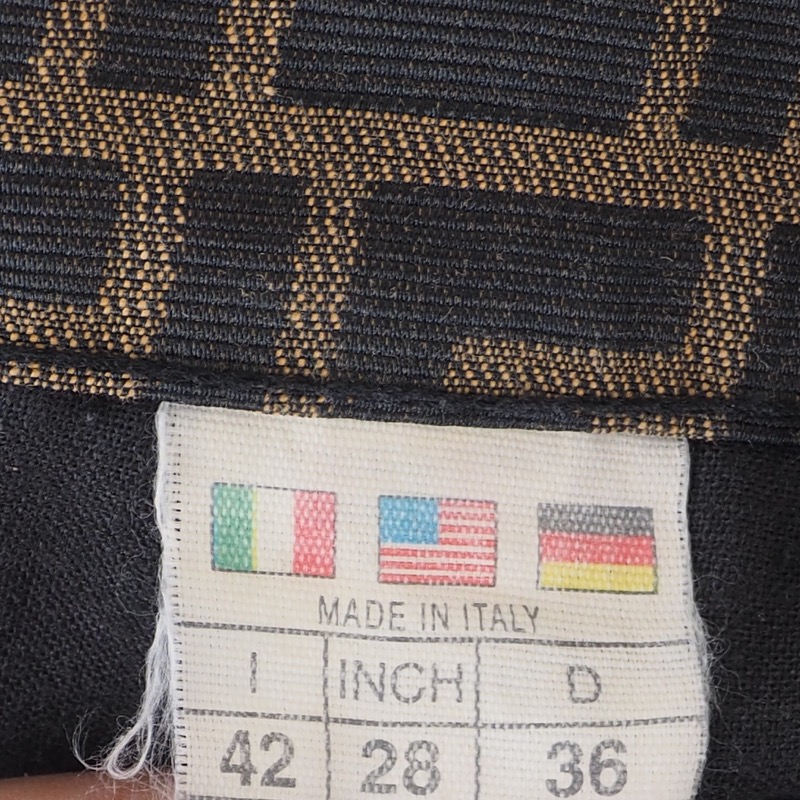 MADE IN ITALY
I INCH D
42 28 36